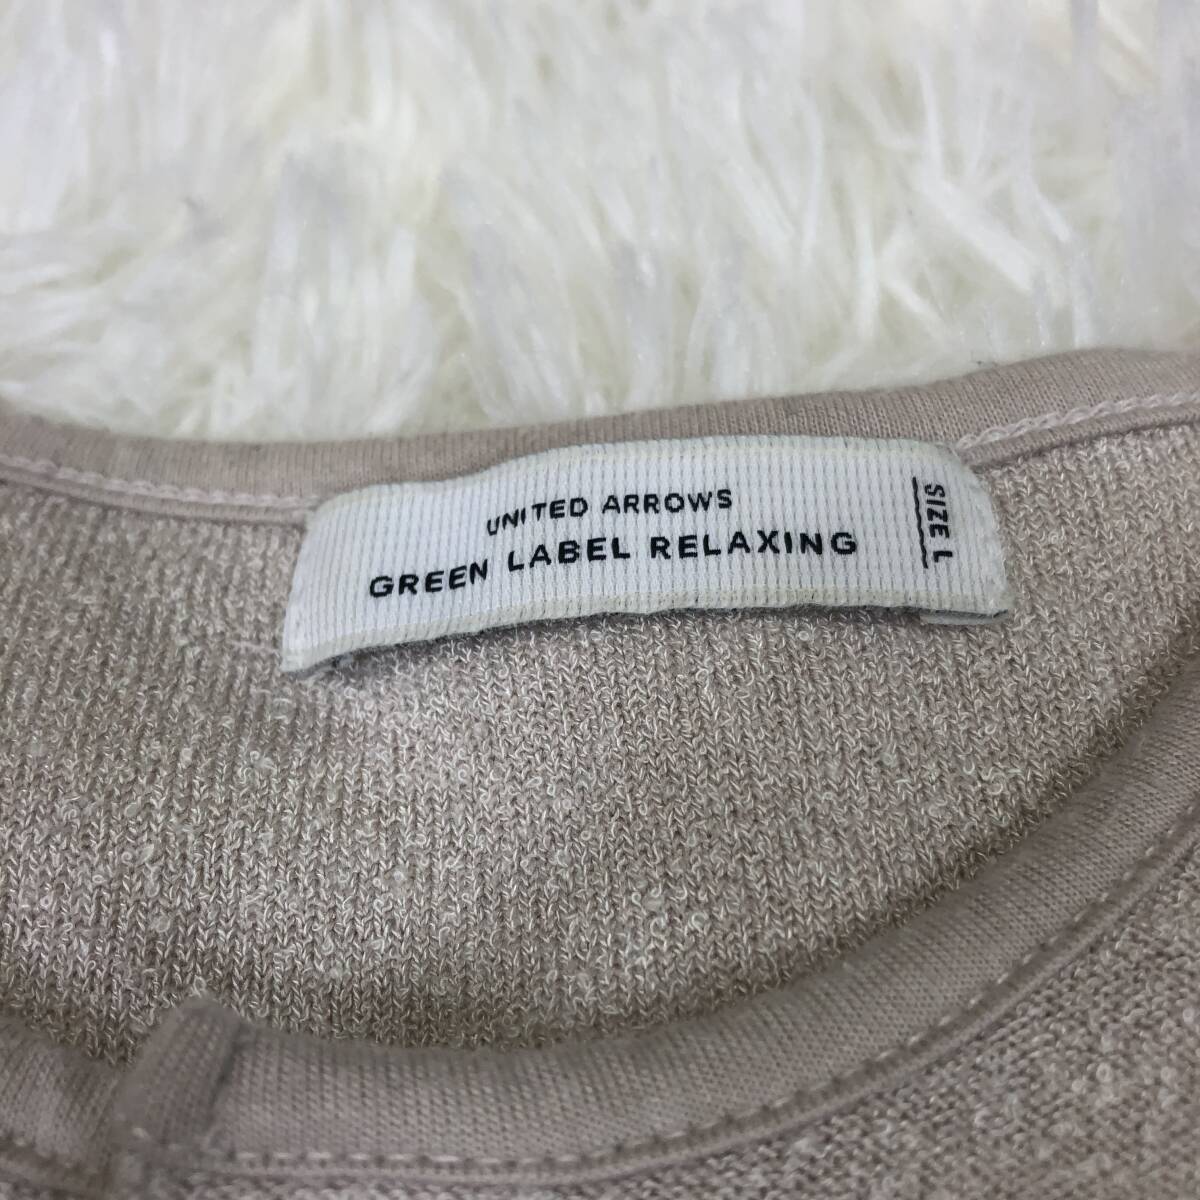 UNITED ARROWS
GREEN LABEL RELAXING
SIZE L